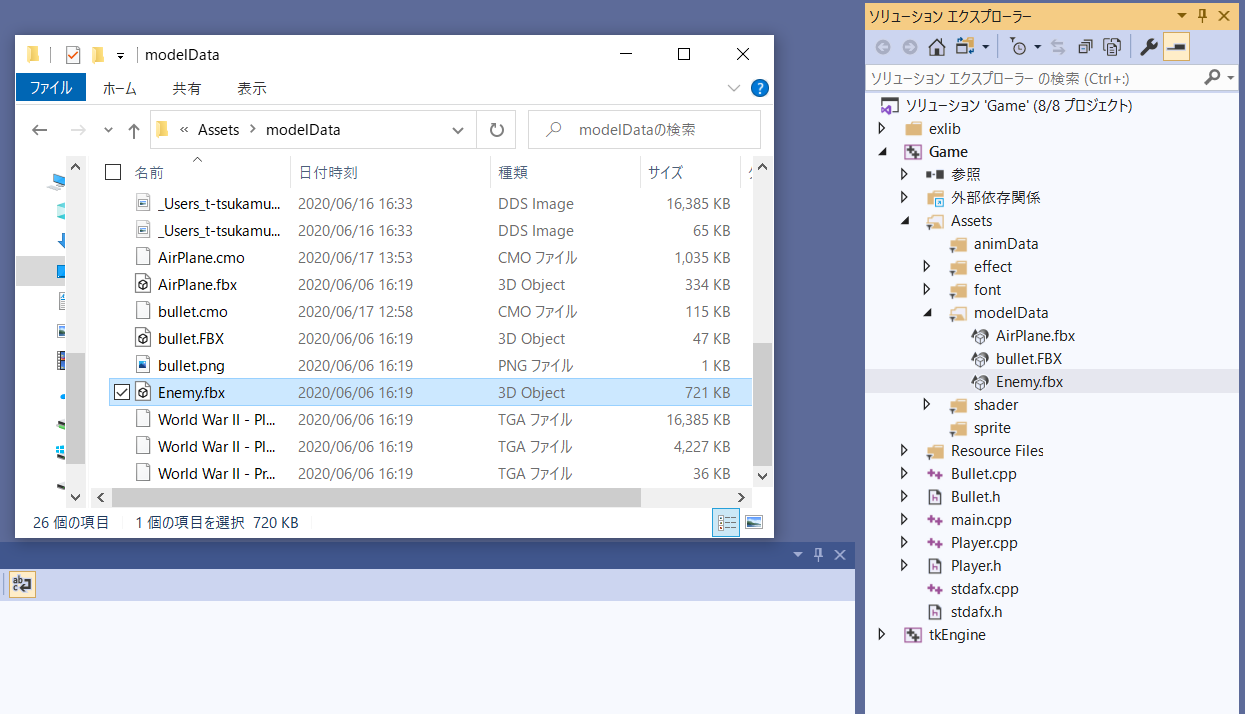 modelData
ファイル ホーム 共有 表示
« Assets > modelData
modelDataの検索
名前 日付時刻 種類 サイズ
_Users_t-tsukamu... 2020/06/16 16:33 DDS Image 16,385 KB
_Users_t-tsukamu... 2020/06/16 16:33 DDS Image 65 KB
AirPlane.cmo 2020/06/17 13:53 CMO ファイル 1,035 KB
AirPlane.fbx 2020/06/06 16:19 3D Object 334 KB
bullet.cmo 2020/06/17 12:58 CMO ファイル 115 KB
bullet.FBX 2020/06/06 16:19 3D Object 47 KB
bullet.png 2020/06/06 16:19 PNG ファイル 1 KB
Enemy.fbx 2020/06/06 16:19 3D Object 721 KB
World War II - Pl... 2020/06/06 16:19 TGA ファイル 16,385 KB
World War II - Pl... 2020/06/06 16:19 TGA ファイル 4,227 KB
World War II - Pr... 2020/06/06 16:19 TGA ファイル 36 KB
26 個の項目 1 個の項目を選択 720 KB
ソリューション エクスプローラー
ソリューション エクスプローラー の検索 (Ctrl+:)
ソリューション 'Game' (8/8 プロジェクト)
exlib
Game
参照
外部依存関係
Assets
animData
effect
font
modelData
AirPlane.fbx
bullet.FBX
Enemy.fbx
shader
sprite
Resource Files
Bullet.cpp
Bullet.h
main.cpp
Player.cpp
Player.h
stdafx.cpp
stdafx.h
tkEngine